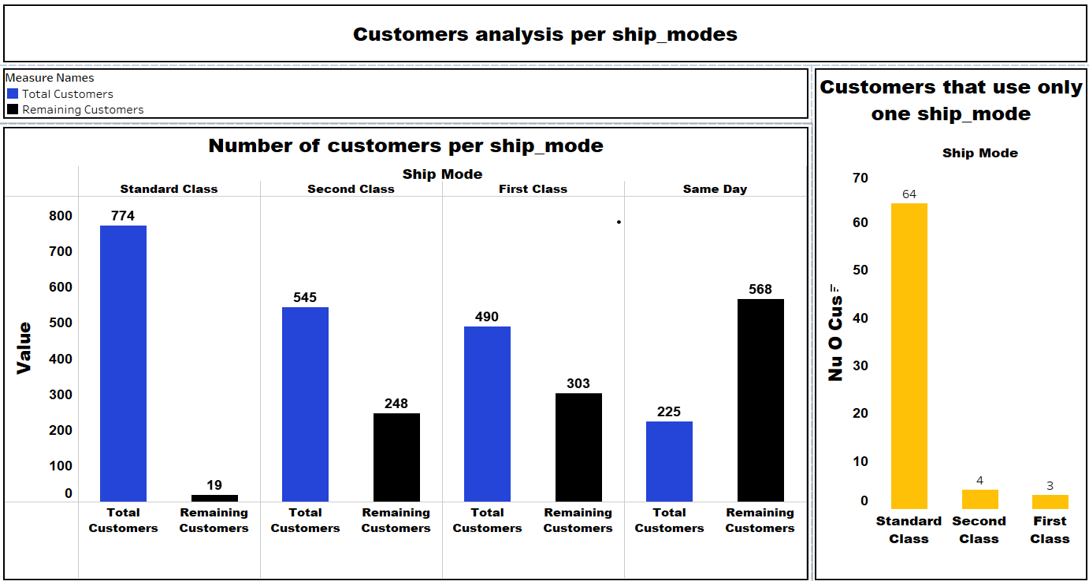 Customers analysis per ship_modes
Measure Names
Total Customers
Remaining Customers
Number of customers per ship_mode
Ship Mode
Standard Class Second Class First Class Same Day
Value
800
700
600
500
400
300
200
100
0
774
19
545
248
490
303
225
568
Total Remaining Total Remaining Total Remaining Total Remaining
Customers Customers Customers Customers Customers Customers Customers Customers
Customers that use only
one ship_mode
Ship Mode
Nu O Cus
70
60
50
40
30
20
10
0
64
4
3
Standard Second First
Class Class Class